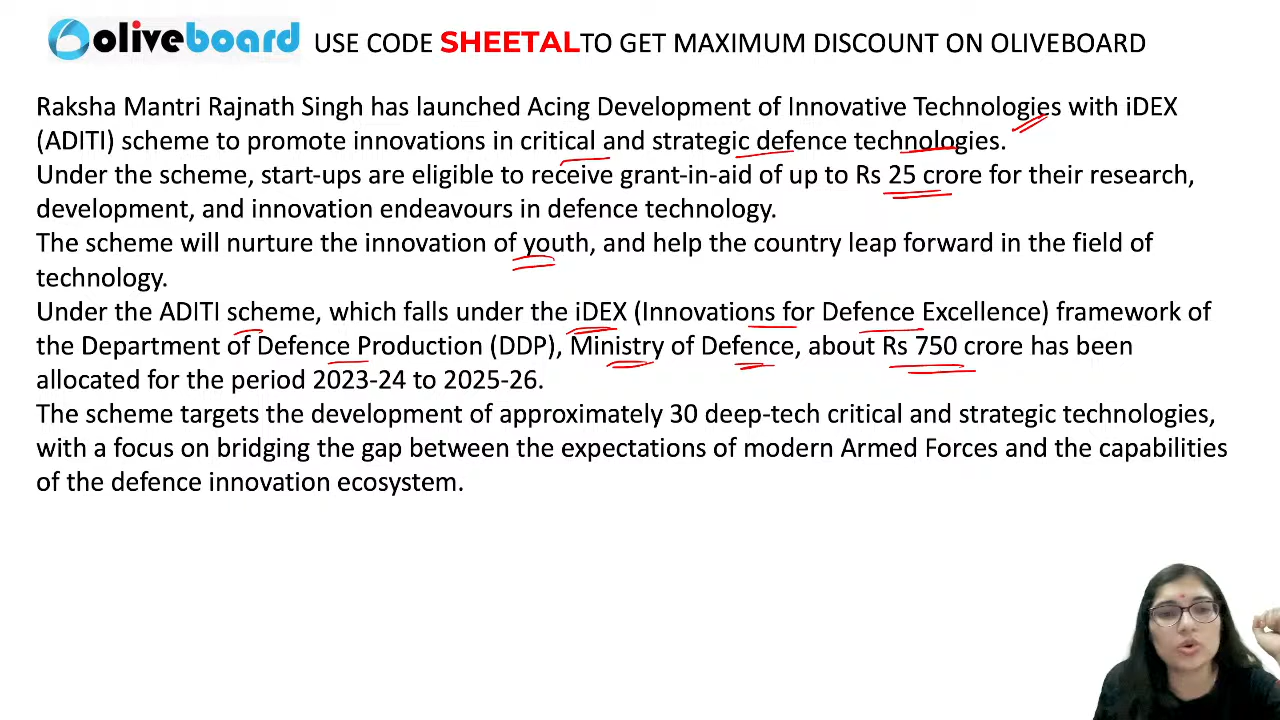 oliveboard USE CODE SHEETAL TO GET MAXIMUM DISCOUNT ON OLIVEBOARD
Raksha Mantri Rajnath Singh has launched Acing Development of Innovative Technologies with iDEX
(ADITI) scheme to promote innovations in critical and strategic defence technologies.
Under the scheme, start-ups are eligible to receive grant-in-aid of up to Rs 25 crore for their research,
development, and innovation endeavours in defence technology.
The scheme will nurture the innovation of youth, and help the country leap forward in the field of
technology.
Under the ADITI scheme, which falls under the iDEX (Innovations for Defence Excellence) framework of
the Department of Defence Production (DDP), Ministry of Defence, about Rs 750 crore has been
allocated for the period 2023-24 to 2025-26.
The scheme targets the development of approximately 30 deep-tech critical and strategic technologies,
with a focus on bridging the gap between the expectations of modern Armed Forces and the capabilities
of the defence innovation ecosystem.